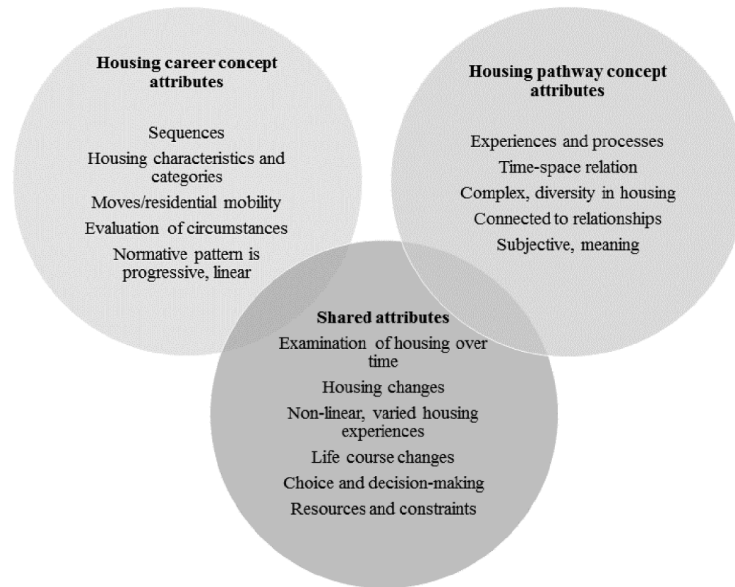 Housing career concept
attributes
Sequences
Housing characteristics and
categories
Moves/residential mobility
Evaluation of circumstances
Normative pattern is
progressive, linear
Housing pathway concept
attributes
Experiences and processes
Time-space relation
Complex, diversity in housing
Connected to relationships
Subjective, meaning
Shared attributes
Examination of housing over
time
Housing changes
Non-linear, varied housing
experiences
Life course changes
Choice and decision-making
Resources and constraints